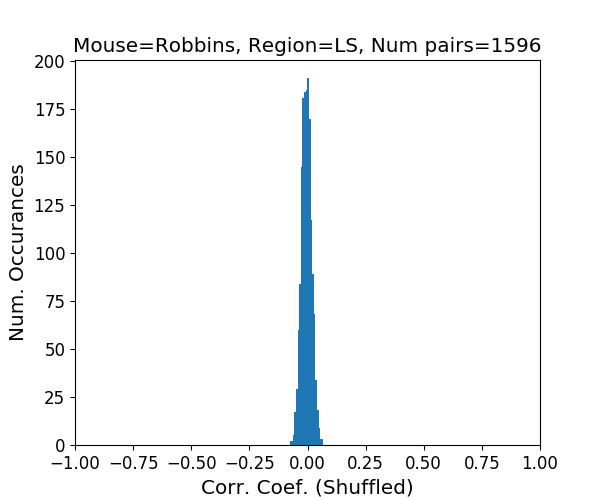 Mouse=Robbins, Region=LS, Num pairs=1596
200
175
150
125
100
75
50
25
0
Num. Occurances
−1.00 −0.75 −0.50 −0.25 0.00 0.25 0.50 0.75 1.00
Corr. Coef. (Shuffled)